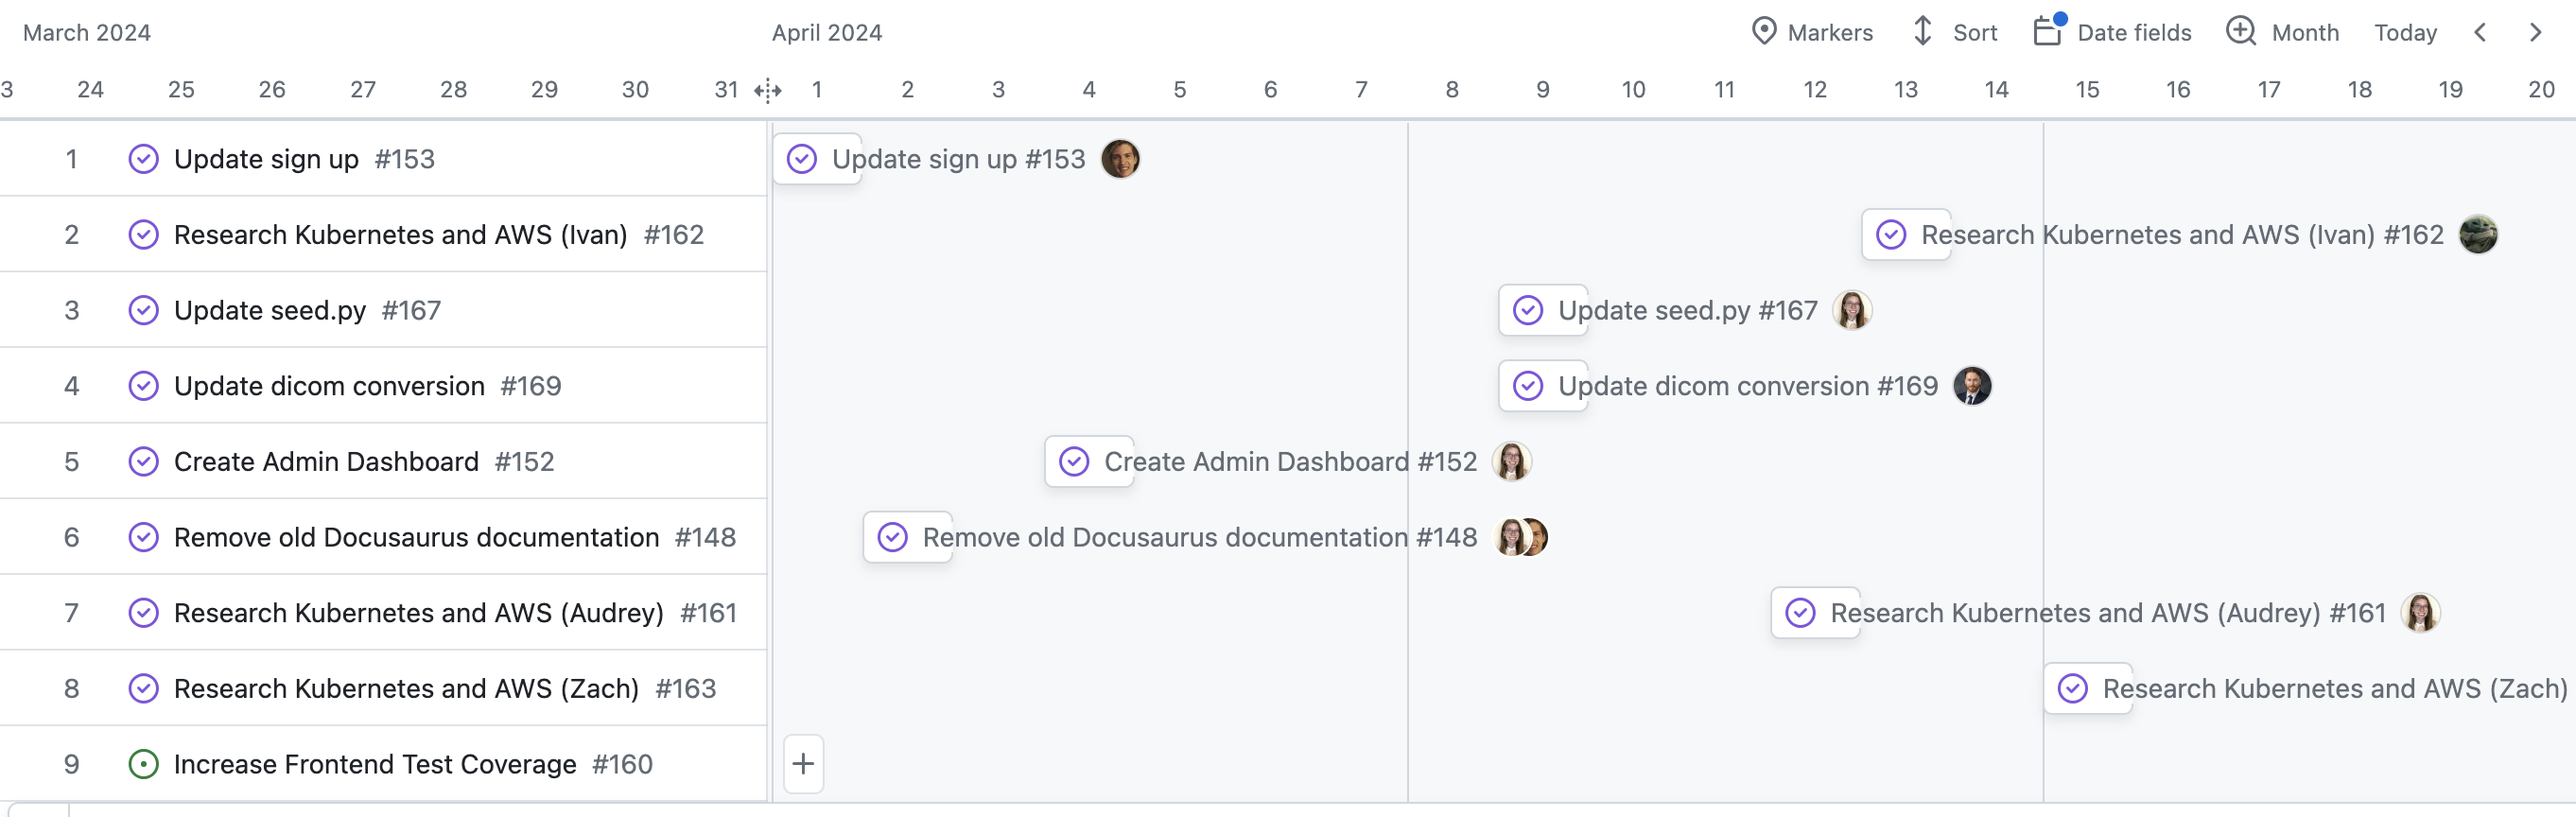 March 2024 April 2024 Markers Sort Date fields Month Today
3 24 25 26 27 28 29 30 31 1 2 3 4 5 6 7 8 9 10 11 12 13 14 15 16 17 18 19 20
1 Update sign up #153 Update sign up #153
2 Research Kubernetes and AWS (Ivan) #162 Research Kubernetes and AWS (Ivan) #162
3 Update seed.py #167 Update seed.py #167
4 Update dicom conversion #169 Update dicom conversion #169
5 Create Admin Dashboard #152 Create Admin Dashboard #152
6 Remove old Docusaurus documentation #148 Remove old Docusaurus documentation #148
7 Research Kubernetes and AWS (Audrey) #161 Research Kubernetes and AWS (Audrey) #161
8 Research Kubernetes and AWS (Zach) #163 Research Kubernetes and AWS (Zach)
9 Increase Frontend Test Coverage #160 +